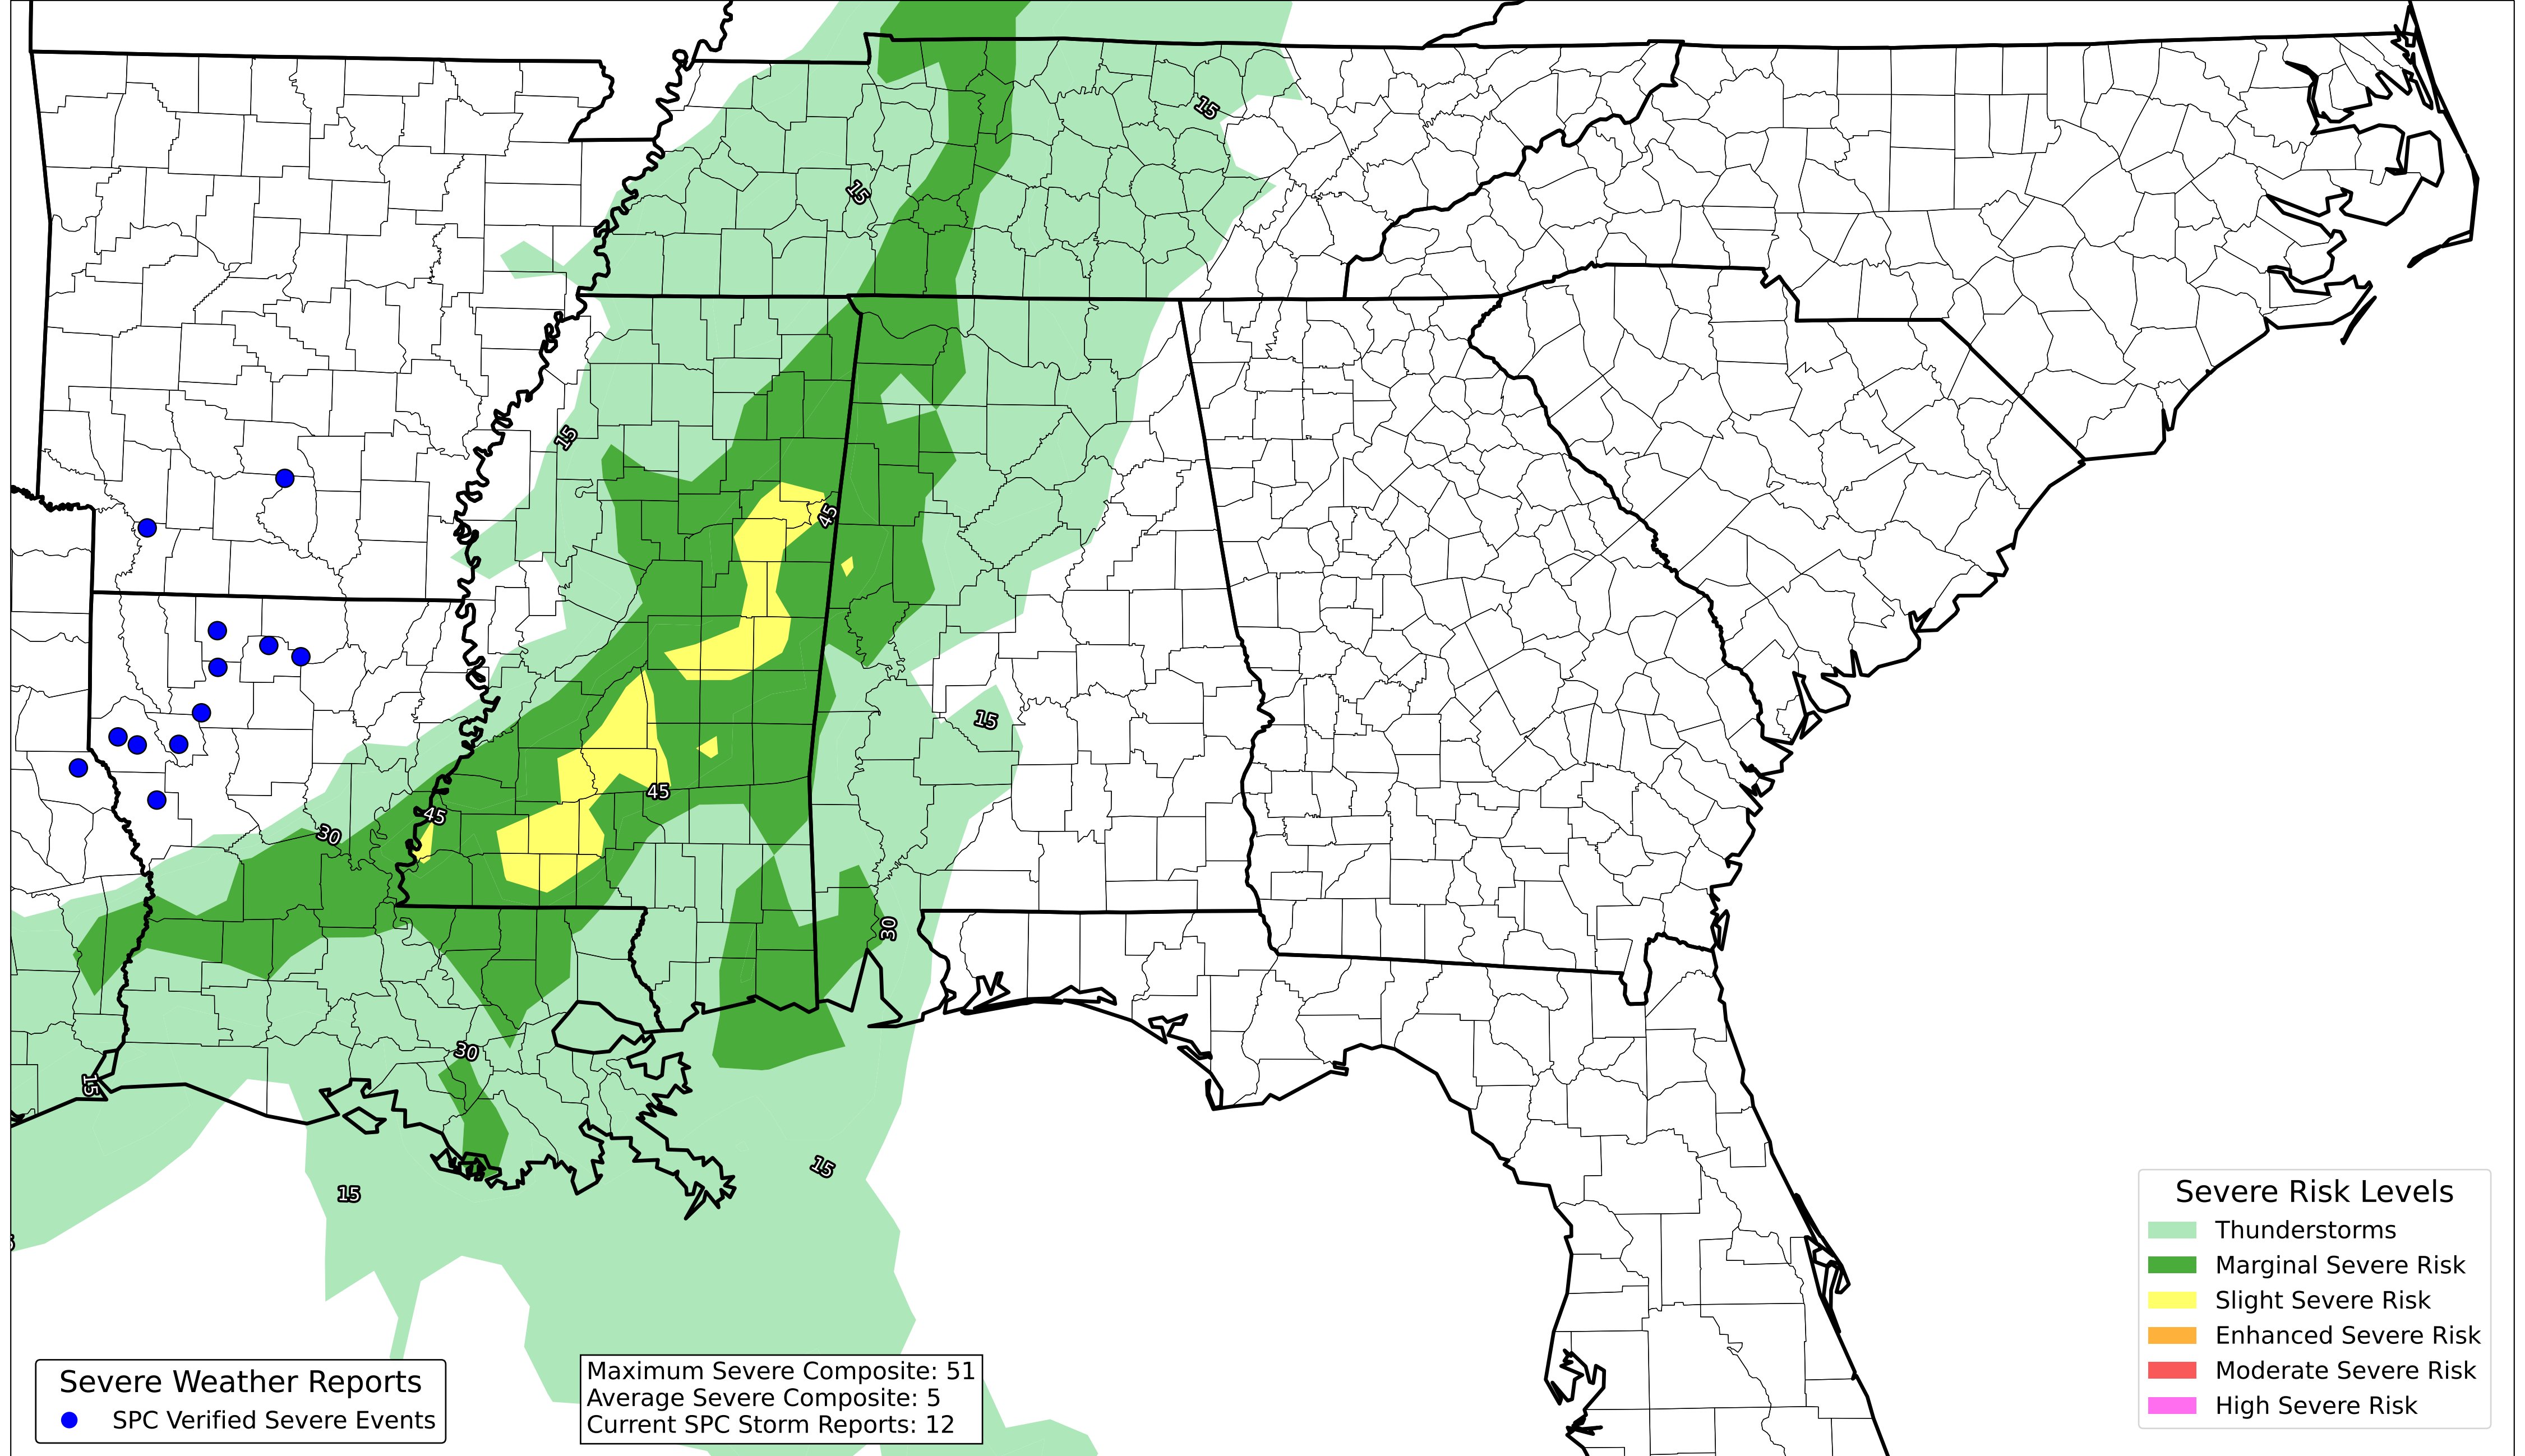 15
15
15
45
15
45
45
30
30
30
15
15
15
Severe Weather Reports
SPC Verified Severe Events
Maximum Severe Composite: 51
Average Severe Composite: 5
Current SPC Storm Reports: 12
Severe Risk Levels
Thunderstorms
Marginal Severe Risk
Slight Severe Risk
Enhanced Severe Risk
Moderate Severe Risk
High Severe Risk